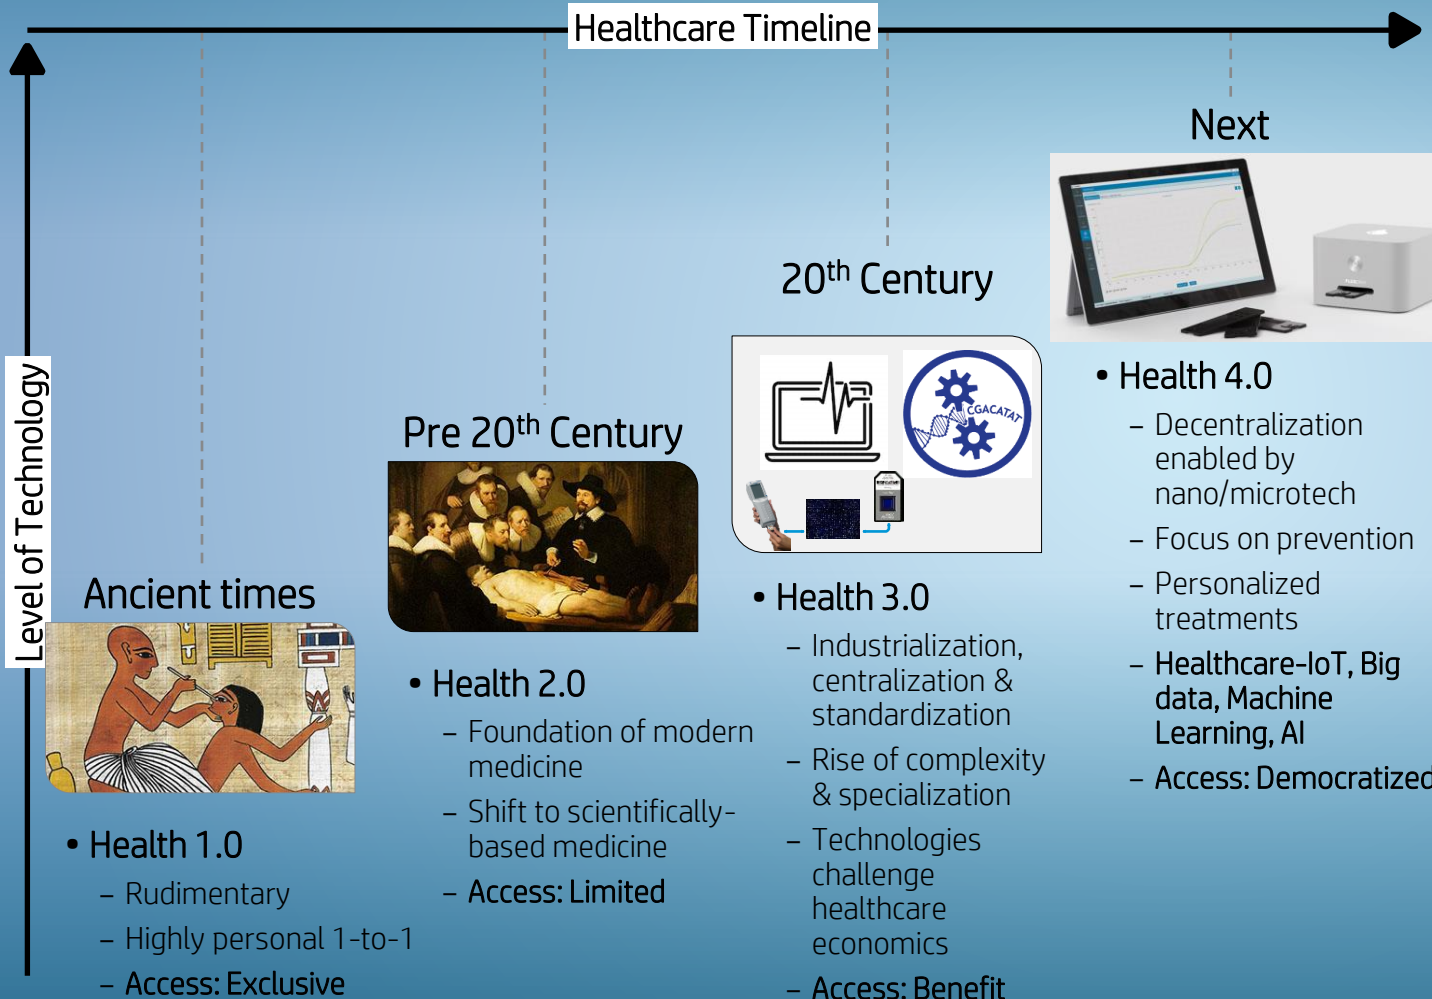 Healthcare Timeline
Level of Technology
Ancient times
• Health 1.0
– Rudimentary
– Highly personal 1-to-1
– Access: Exclusive
Pre 20th Century
• Health 2.0
– Foundation of modern
medicine
– Shift to scientifically-
based medicine
– Access: Limited
20th Century
CGACATAT
• Health 3.0
– Industrialization,
centralization &
standardization
– Rise of complexity
& specialization
– Technologies
challenge
healthcare
economics
– Access: Benefit
Next
• Health 4.0
– Decentralization
enabled by
nano/microtech
– Focus on prevention
– Personalized
treatments
– Healthcare-IoT, Big
data, Machine
Learning, AI
– Access: Democratized